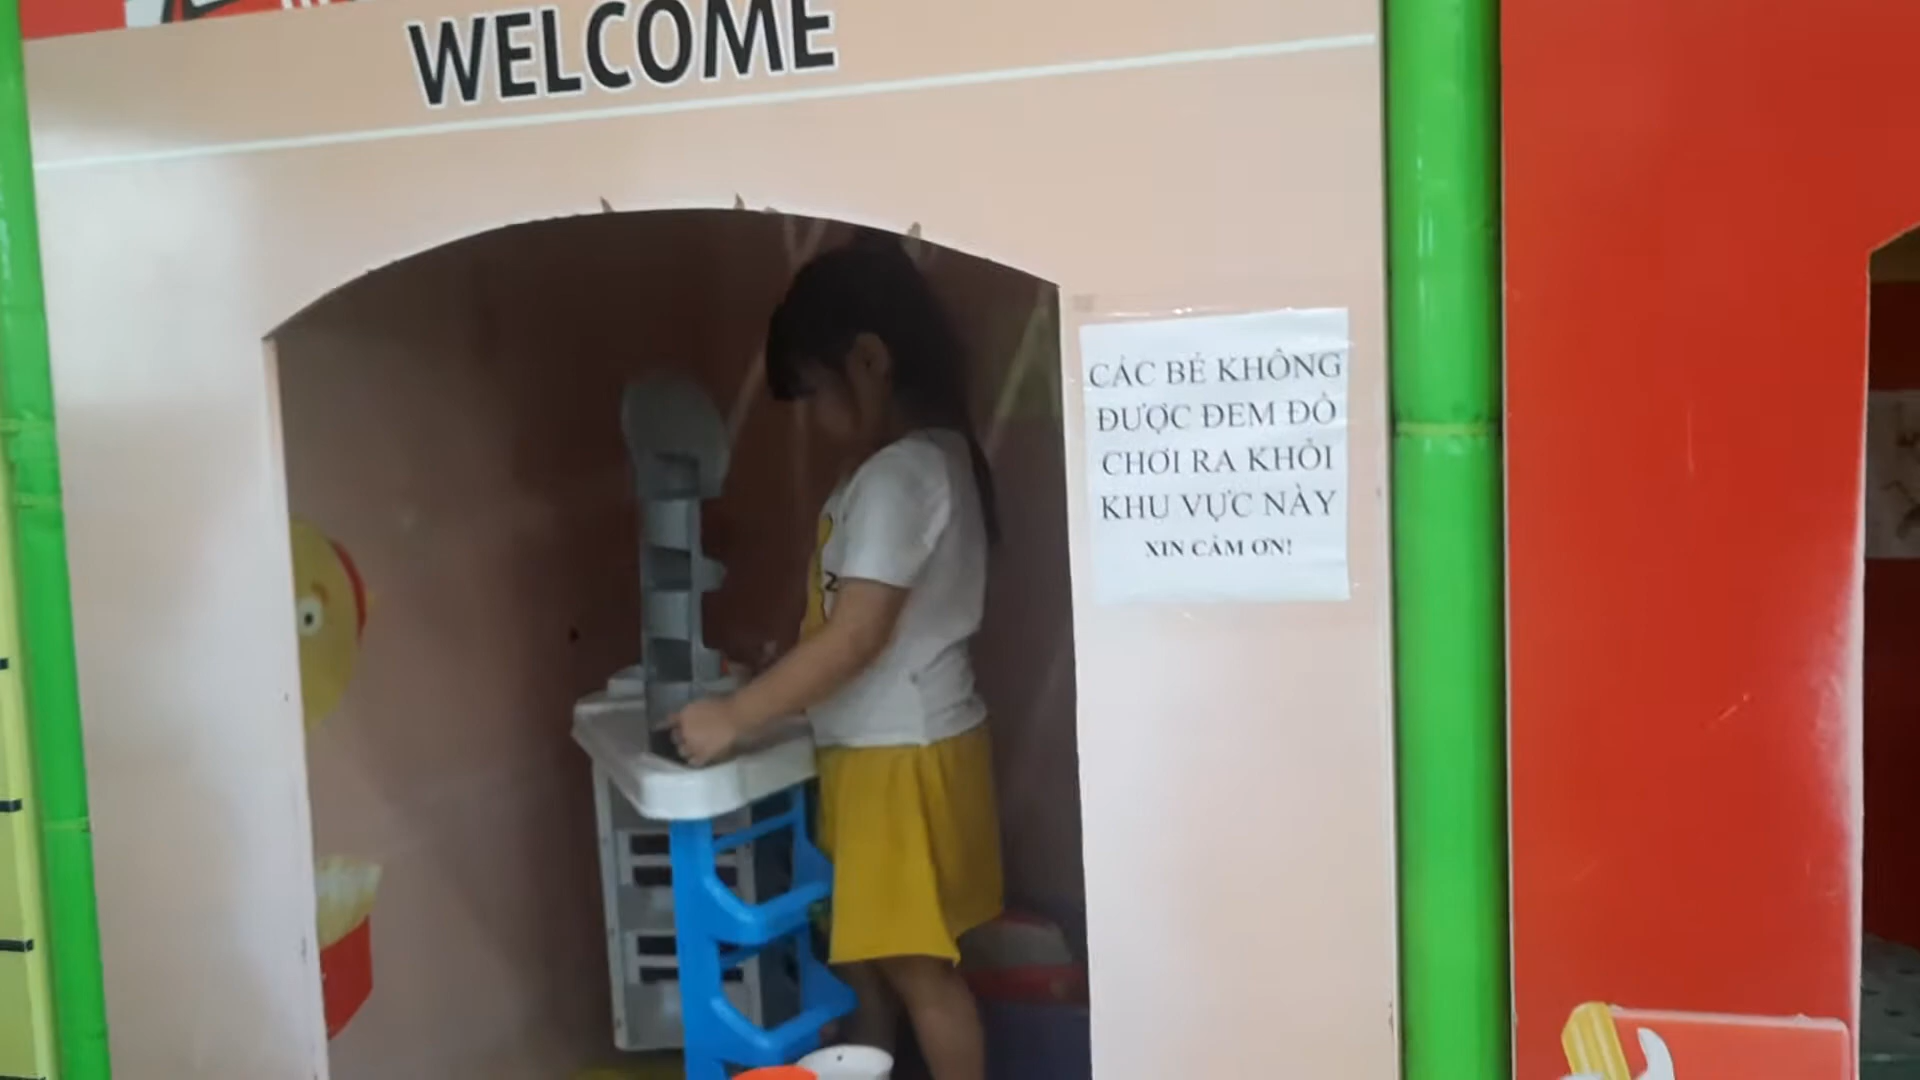 WELCOME
CÁC BÉ KHÔNG
ĐƯỢC ĐEM ĐỒ
CHƠI RA KHỎI
KHU VỰC NÀY
XIN CẢM ƠN!